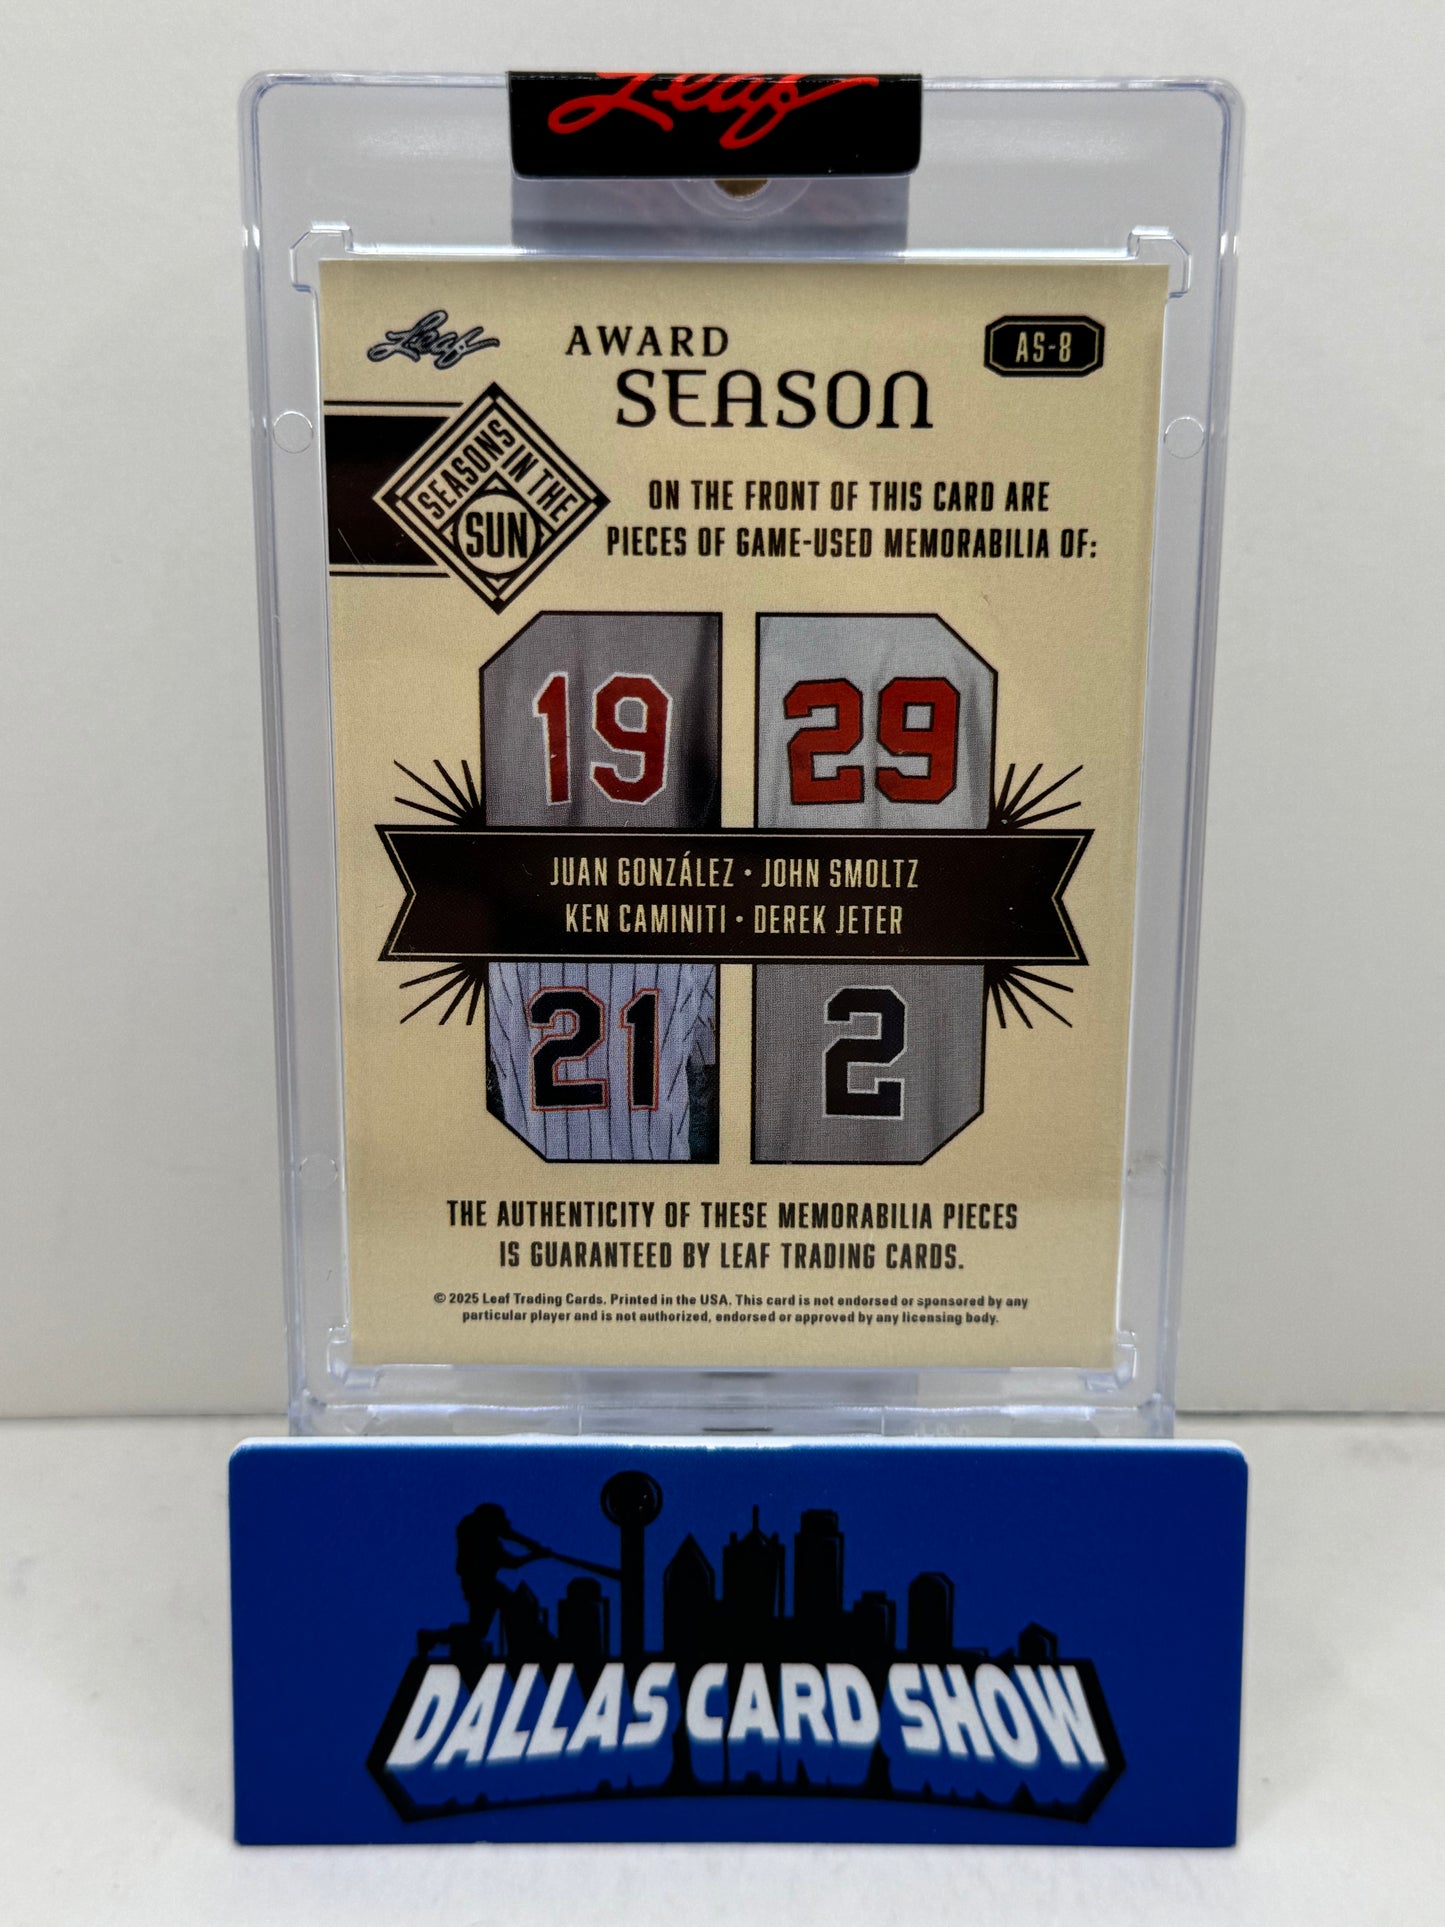 Leaf
Leaf
AWARD
SEASON
AS-8
SEASONS
IN THE
SUN
ON THE FRONT OF THIS CARD ARE
PIECES OF GAME-USED MEMORABILIA OF:
19
29
JUAN GONZÁLEZ • JOHN SMOLTZ
KEN CAMINITI • DEREK JETER
21
2
THE AUTHENTICITY OF THESE MEMORABILIA PIECES
IS GUARANTEED BY LEAF TRADING CARDS.
© 2025 Leaf Trading Cards. Printed in the USA. This card is not endorsed or sponsored by any
particular player and is not authorized, endorsed or approved by any licensing body.
DALLAS CARD SHOW